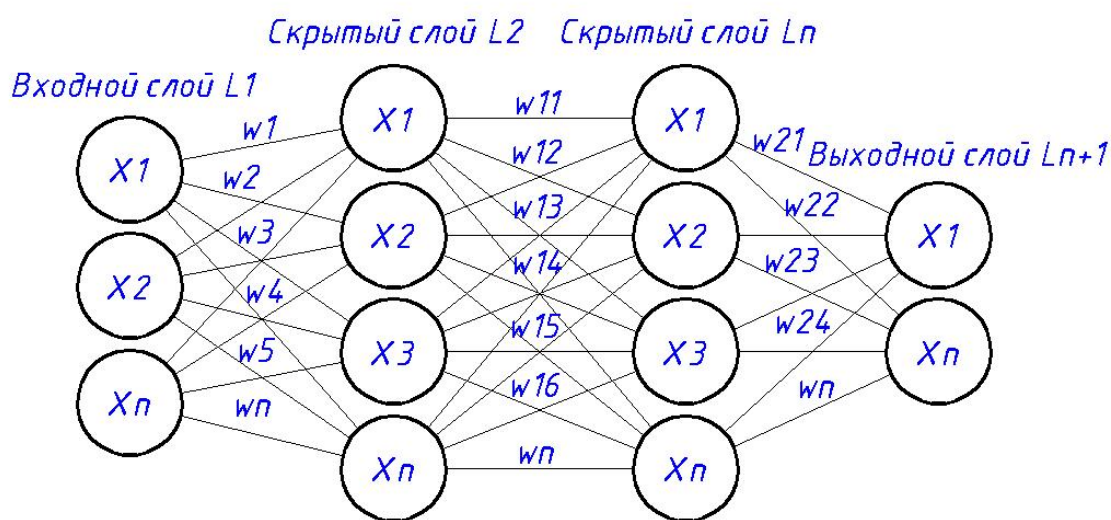 Скрытый слой L2
Скрытый слой Ln
Входной слой L1
Выходной слой Ln+1
X1
X2
Xn
w1
w2
w3
w4
w5
wn
X1
X2
X3
Xn
w11
w12
w13
w14
w15
w16
wn
X1
X2
X3
Xn
w21
w22
w23
w24
wn
X1
Xn